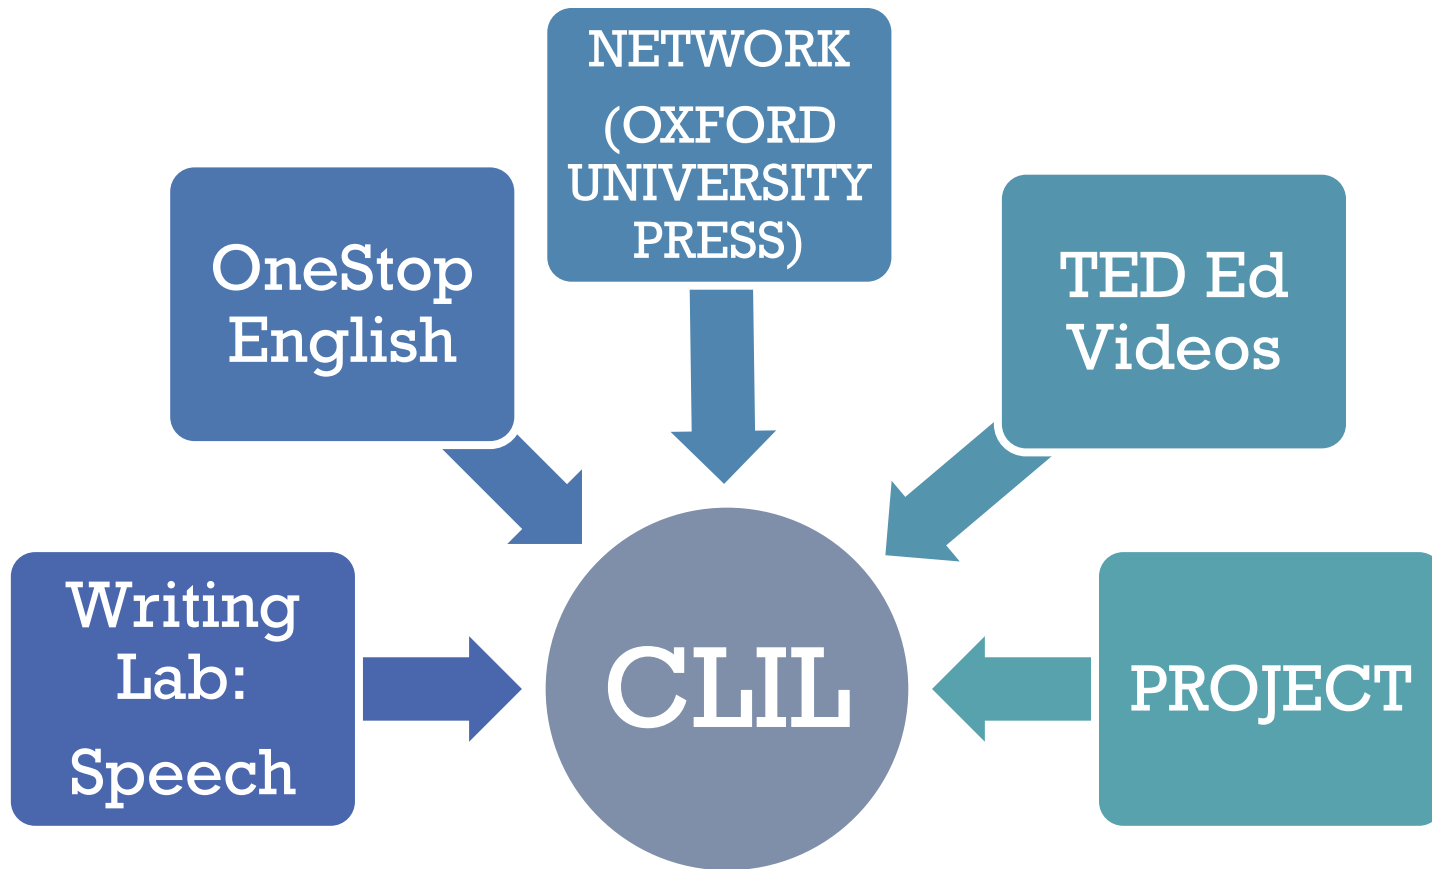 Writing
Lab:
Speech
OneStop
English
NETWORK
(OXFORD
UNIVERSITY
PRESS)
TED Ed
Videos
PROJECT
CLIL